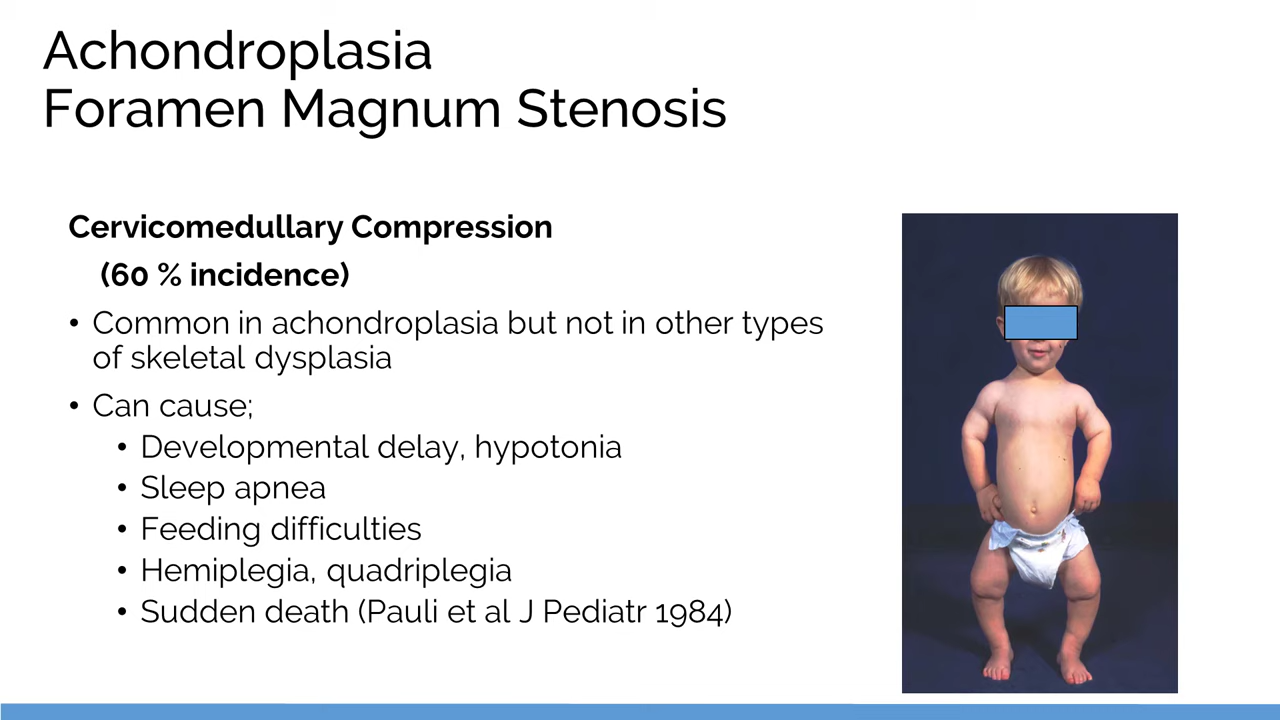 Achondroplasia
Foramen Magnum Stenosis
Cervicomedullary Compression
(60 % incidence)
• Common in achondroplasia but not in other types
of skeletal dysplasia
• Can cause;
• Developmental delay, hypotonia
• Sleep apnea
• Feeding difficulties
• Hemiplegia, quadriplegia
• Sudden death (Pauli et al J Pediatr 1984)